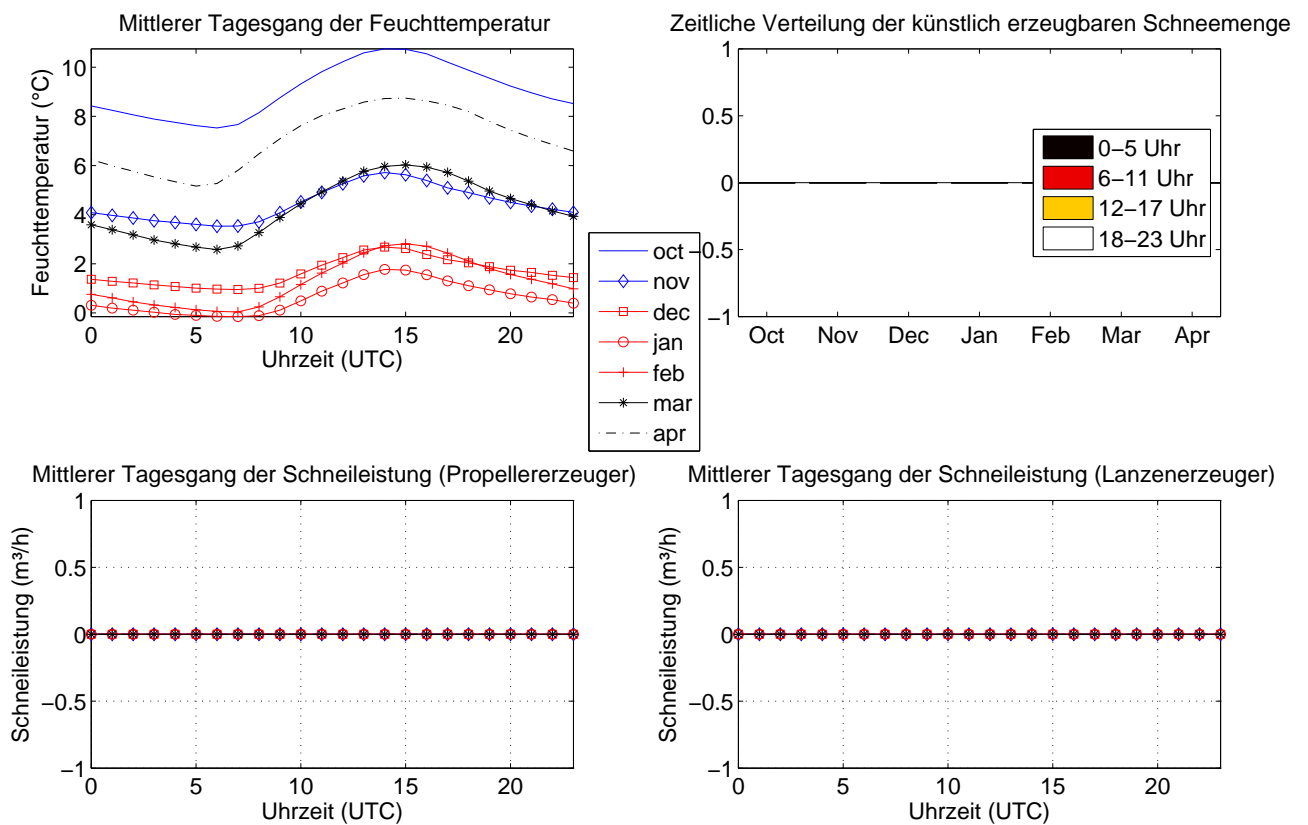 Mittlerer Tagesgang der Feuchttemperatur
Feuchttemperatur (°C)
10
8
6
4
2
0
0
5
10
15
20
Uhrzeit (UTC)
oct
nov
dec
jan
feb
mar
apr
Zeitliche Verteilung der künstlich erzeugbaren Schneemenge
1
0.5
0
−0.5
−1
Oct
Nov
Dec
Jan
Feb
Mar
Apr
0−5 Uhr
6−11 Uhr
12−17 Uhr
18−23 Uhr
Mittlerer Tagesgang der Schneileistung (Propellererzeuger)
Schneileistung (m³/h)
1
0.5
0
−0.5
−1
0
5
10
15
20
Uhrzeit (UTC)
Mittlerer Tagesgang der Schneileistung (Lanzenerzeuger)
Schneileistung (m³/h)
1
0.5
0
−0.5
−1
0
5
10
15
20
Uhrzeit (UTC)